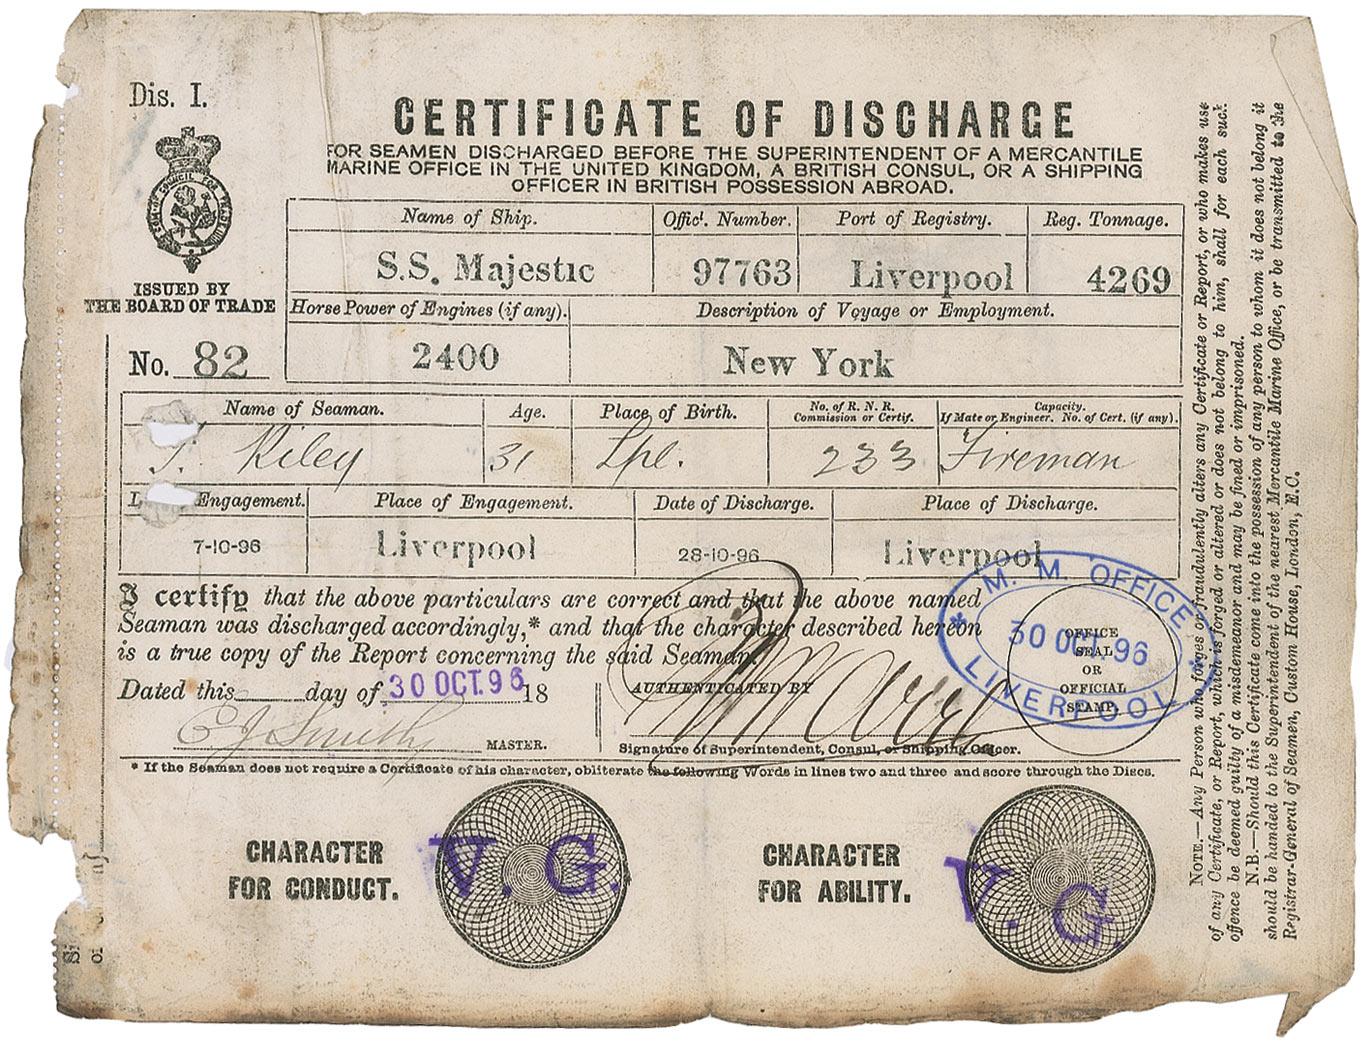 Dis. I.
CERTIFICATE OF DISCHARGE
FOR SEAMEN DISCHARGED BEFORE THE SUPERINTENDENT OF A MERCANTILE
MARINE OFFICE IN THE UNITED KINGDOM, A BRITISH CONSUL, OR A SHIPPING
OFFICER IN BRITISH POSSESSION ABROAD.
ISSUED BY
THE BOARD OF TRADE
No. 82
Name of Ship. Offic'l. Number. Port of Registry. Reg. Tonnage.
S.S. Majestic 97763 Liverpool 4269
Horse Power of Engines (if any). Description of Voyage or Employment.
2400 New York
Name of Seaman. Age. Place of Birth. No. of R. N. R. Commission or Certif. Capacity. If Mate or Engineer. No. of Cert. (if any).
Riley 31 Lpl. 233 Fireman
Engagement. Place of Engagement. Date of Discharge. Place of Discharge.
7-10-96 Liverpool 28-10-96 Liverpool
I certify that the above particulars are correct and that the above named
Seaman was discharged accordingly,* and that the character described hereon
is a true copy of the Report concerning the said Seaman.
Dated this day of 30 OCT. 96 18
AUTHENTICATED BY
E J Smith MASTER.
Signature of Superintendent, Consul, or Shipping Officer.
M. M. OFFICE
30 OCT. 96
LIVERPOOL
OFFICE
SEAL
OR
OFFICIAL
STAMP.
* If the Seaman does not require a Certificate of his character, obliterate the following Words in lines two and three and score through the Discs.
CHARACTER
FOR CONDUCT.
V. G.
CHARACTER
FOR ABILITY.
V. G.
NOTE.—Any Person who forges or fraudulently alters any Certificate or Report, or who makes use
of any Certificate, or Report, which is forged or altered or does not belong to him, shall for each such
offence be deemed guilty of a misdemeanor and may be fined or imprisoned.
N.B.—Should this Certificate come into the possession of any person to whom it does not belong it
should be handed to the Superintendent of the nearest Mercantile Marine Office, or be transmitted to the
Registrar-General of Seamen, Custom House, London, E.C.